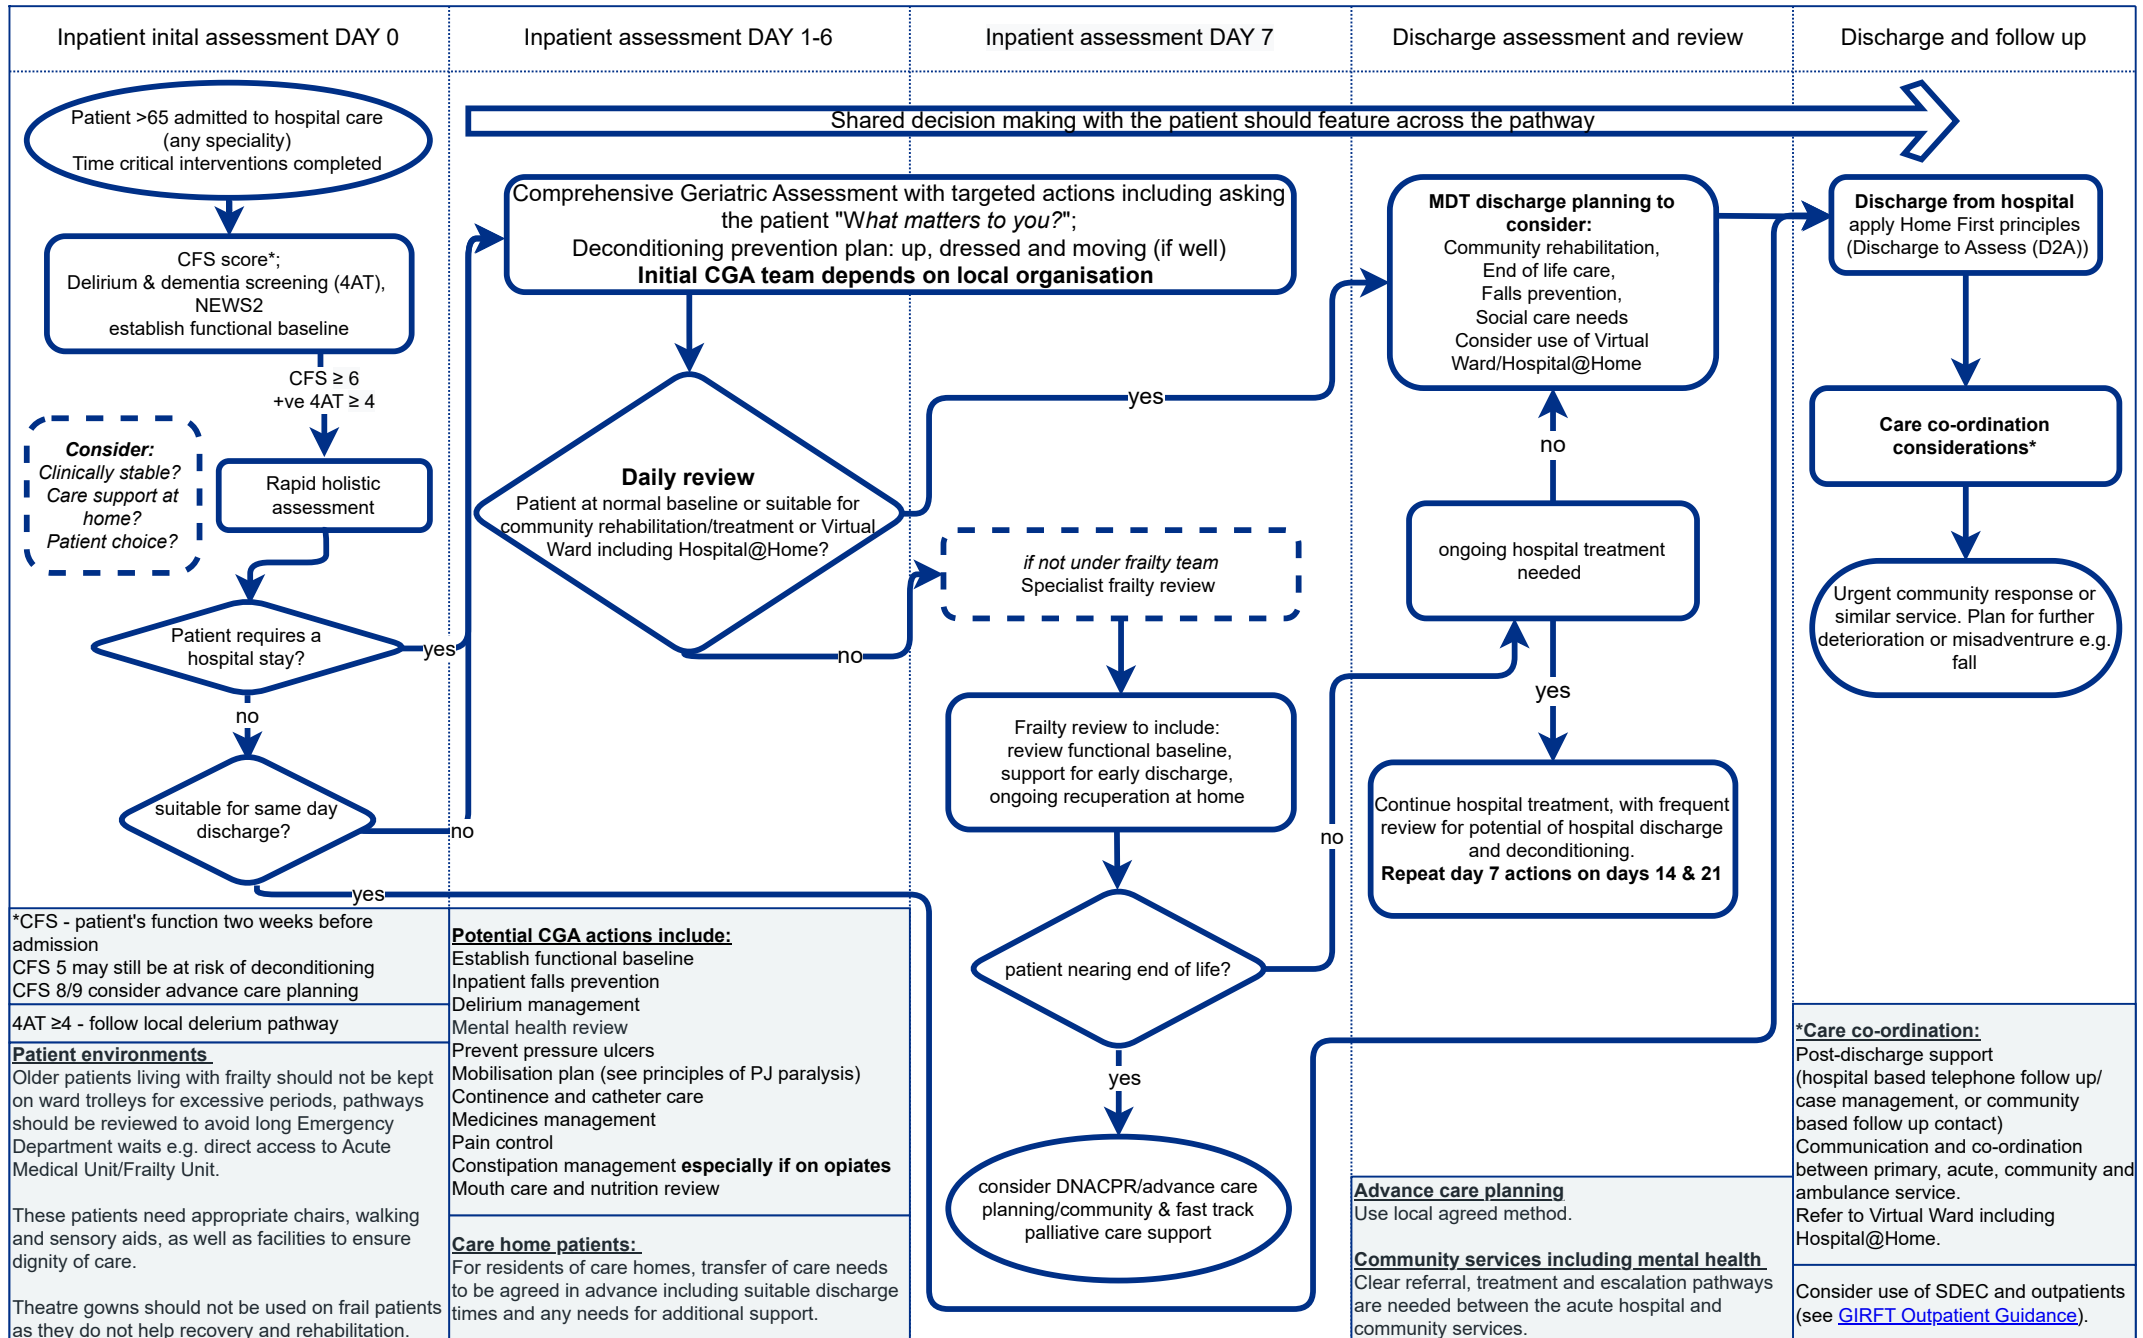 Inpatient inital assessment DAY 0
Inpatient assessment DAY 1-6
Inpatient assessment DAY 7
Discharge assessment and review
Discharge and follow up
Shared decision making with the patient should feature across the pathway
Patient >65 admitted to hospital care
(any speciality)
Time critical interventions completed
CFS score*;
Delirium & dementia screening (4AT),
NEWS2
establish functional baseline
CFS ≥ 6
+ve 4AT ≥ 4
Consider:
Clinically stable?
Care support at
home?
Patient choice?
Rapid holistic
assessment
Patient requires a
hospital stay?
yes
no
suitable for same day
discharge?
no
yes
*CFS - patient's function two weeks before
admission
CFS 5 may still be at risk of deconditioning
CFS 8/9 consider advance care planning
4AT ≥4 - follow local delerium pathway
Patient environments
Older patients living with frailty should not be kept
on ward trolleys for excessive periods, pathways
should be reviewed to avoid long Emergency
Department waits e.g. direct access to Acute
Medical Unit/Frailty Unit.
These patients need appropriate chairs, walking
and sensory aids, as well as facilities to ensure
dignity of care.
Theatre gowns should not be used on frail patients
as they do not help recovery and rehabilitation.
Comprehensive Geriatric Assessment with targeted actions including asking
the patient "What matters to you?";
Deconditioning prevention plan: up, dressed and moving (if well)
Initial CGA team depends on local organisation
Daily review
Patient at normal baseline or suitable for
community rehabilitation/treatment or Virtual
Ward including Hospital@Home?
yes
no
Potential CGA actions include:
Establish functional baseline
Inpatient falls prevention
Delirium management
Mental health review
Prevent pressure ulcers
Mobilisation plan (see principles of PJ paralysis)
Continence and catheter care
Medicines management
Pain control
Constipation management especially if on opiates
Mouth care and nutrition review
Care home patients:
For residents of care homes, transfer of care needs
to be agreed in advance including suitable discharge
times and any needs for additional support.
if not under frailty team
Specialist frailty review
Frailty review to include:
review functional baseline,
support for early discharge,
ongoing recuperation at home
patient nearing end of life?
no
yes
consider DNACPR/advance care
planning/community & fast track
palliative care support
MDT discharge planning to
consider:
Community rehabilitation,
End of life care,
Falls prevention,
Social care needs
Consider use of Virtual
Ward/Hospital@Home
no
ongoing hospital treatment
needed
yes
Continue hospital treatment, with frequent
review for potential of hospital discharge
and deconditioning.
Repeat day 7 actions on days 14 & 21
Advance care planning
Use local agreed method.
Community services including mental health
Clear referral, treatment and escalation pathways
are needed between the acute hospital and
community services.
Discharge from hospital
apply Home First principles
(Discharge to Assess (D2A))
Care co-ordination
considerations*
Urgent community response or
similar service. Plan for further
deterioration or misadventrure e.g.
fall
*Care co-ordination:
Post-discharge support
(hospital based telephone follow up/
case management, or community
based follow up contact)
Communication and co-ordination
between primary, acute, community and
ambulance service.
Refer to Virtual Ward including
Hospital@Home.
Consider use of SDEC and outpatients
(see GIRFT Outpatient Guidance).